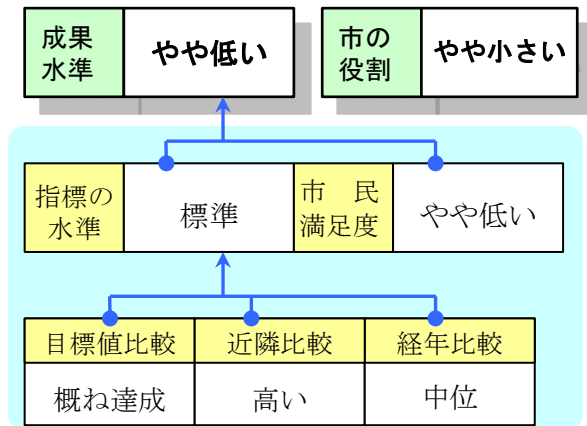 成果
水準
やや低い
市の
役割
やや小さい
指標の
水準
標準
市　民
満足度
やや低い
目標値比較
近隣比較
経年比較
概ね達成
高い
中位